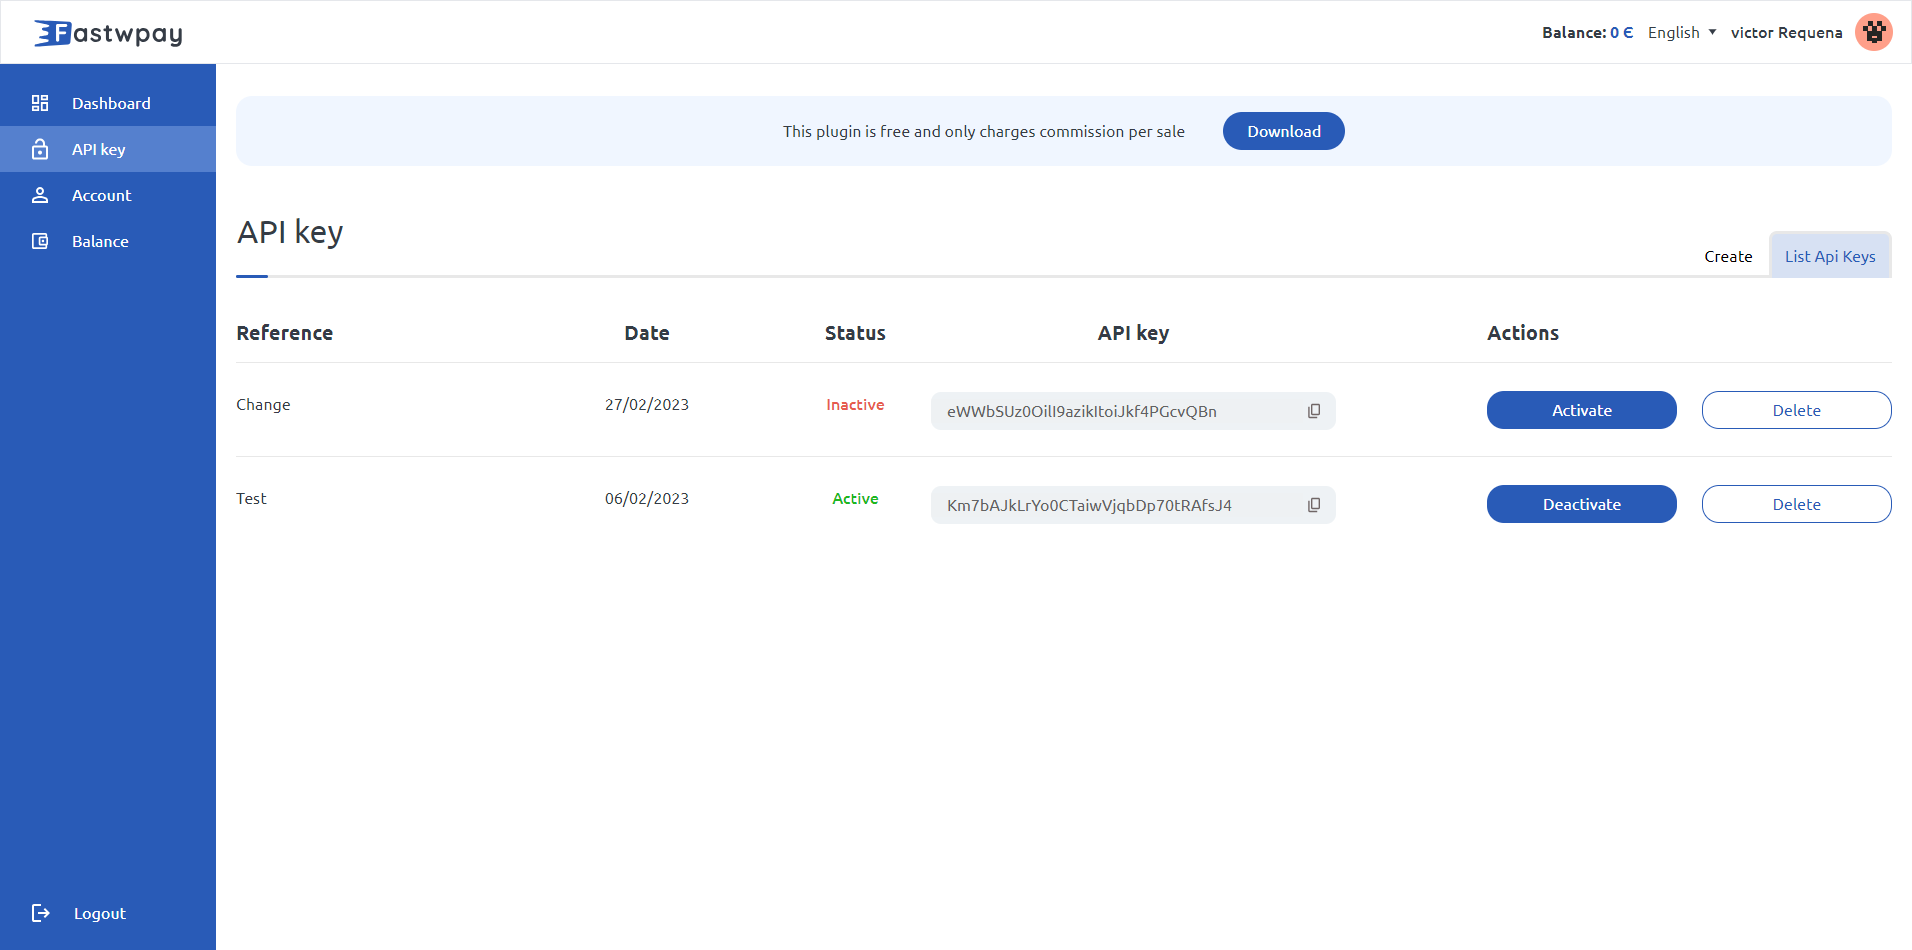 Fastwpay
Balance: 0 € English victor Requena
Dashboard
API key
Account
Balance
Logout
This plugin is free and only charges commission per sale Download
API key
Create List Api Keys
Reference Date Status API key Actions
Change 27/02/2023 Inactive eWWbSUz0OilI9azikItoiJkf4PGcvQBn Activate Delete
Test 06/02/2023 Active Km7bAJkLrYo0CTaiwVjqbDp70tRAfsJ4 Deactivate Delete